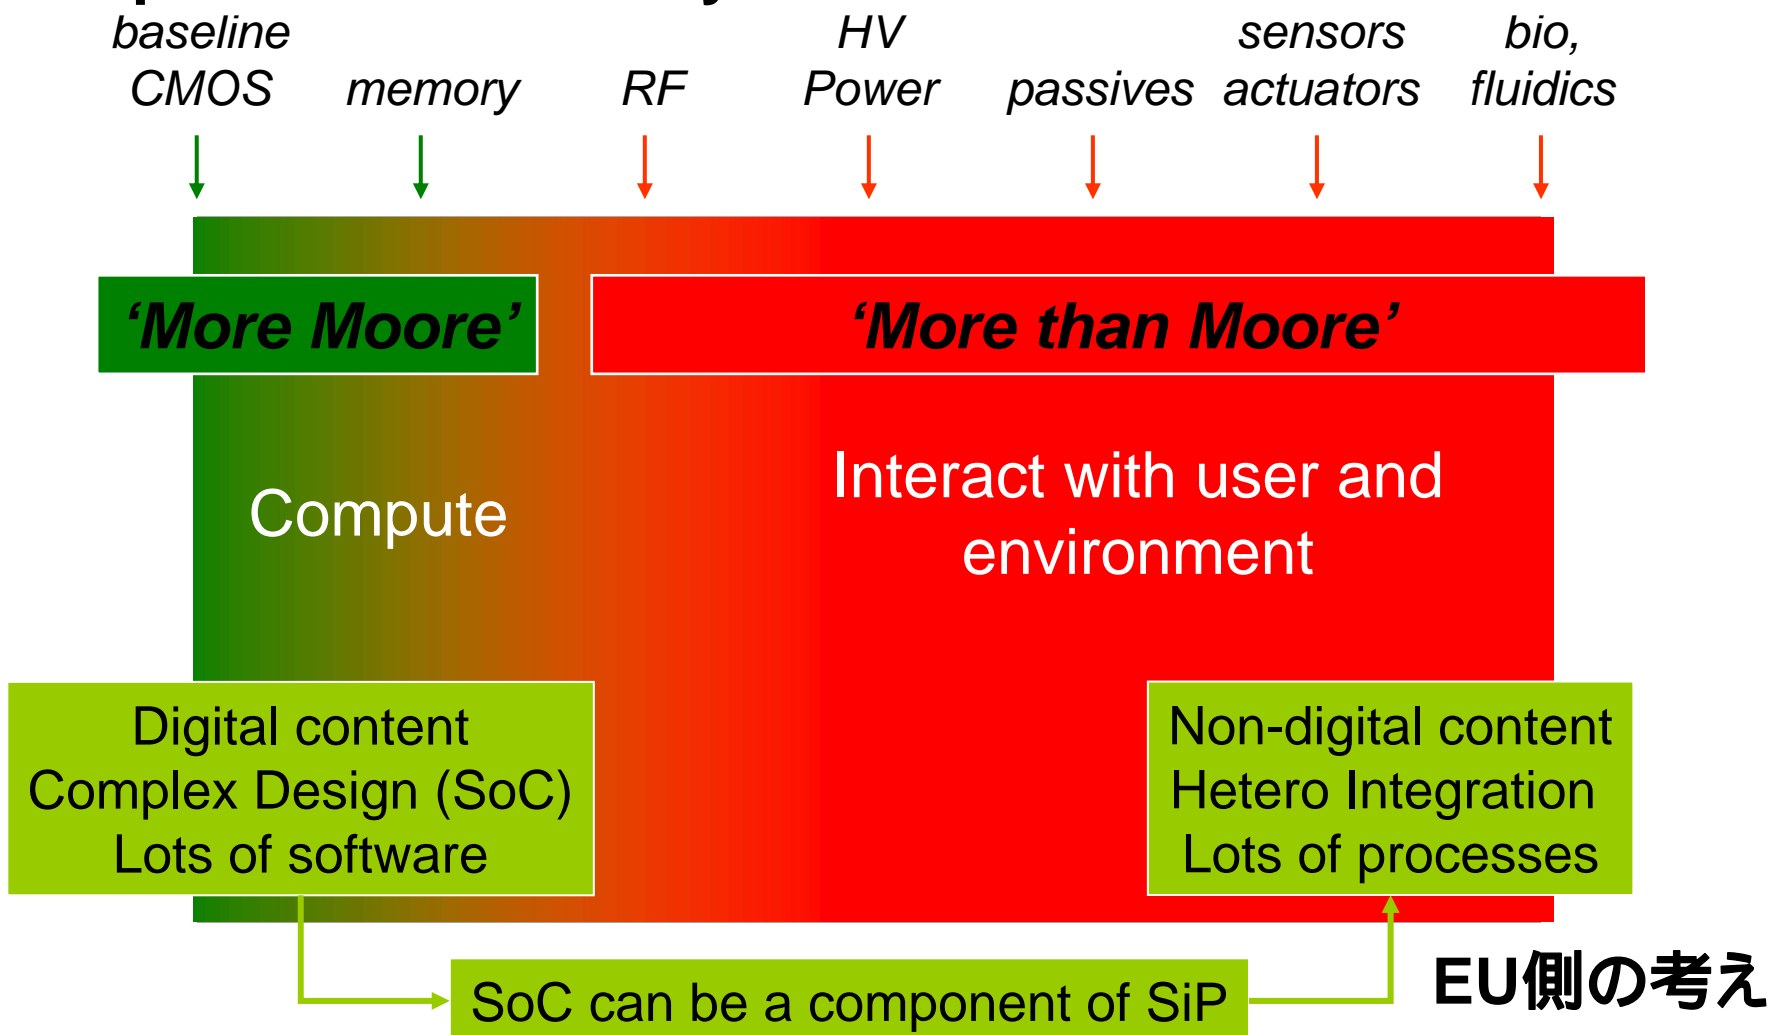 baseline
CMOS
memory
RF
HV
Power
passives
sensors
actuators
bio,
fluidics
‘More Moore’
‘More than Moore’
Compute
Interact with user and
environment
Digital content
Complex Design (SoC)
Lots of software
Non-digital content
Hetero Integration
Lots of processes
SoC can be a component of SiP
EU側の考え